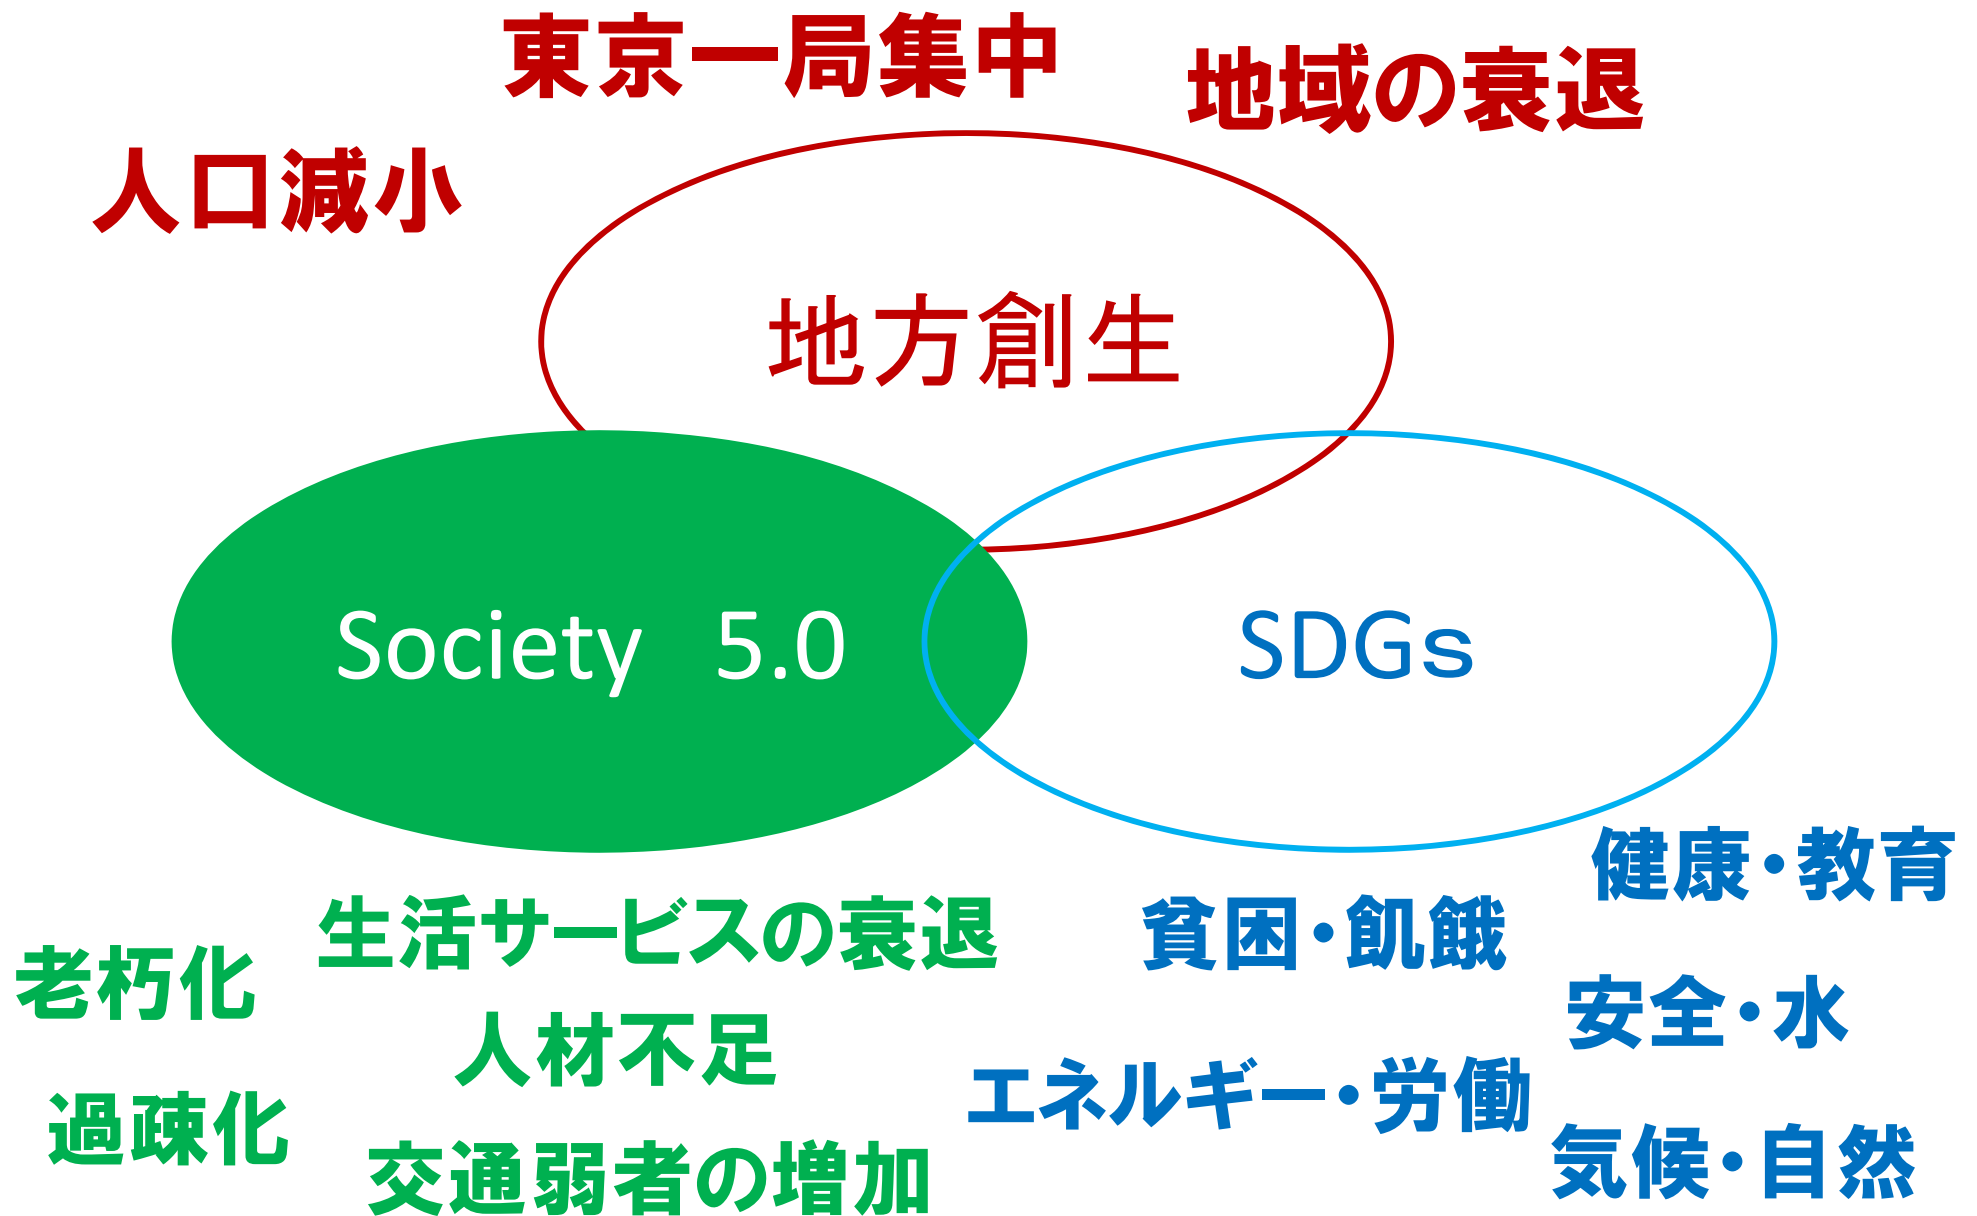 東京一局集中
地域の衰退
人口減小
地方創生
Society 5.0
SDGs
健康・教育
生活サービスの衰退
貧困・飢餓
老朽化
安全・水
人材不足
エネルギー・労働
過疎化
気候・自然
交通弱者の増加